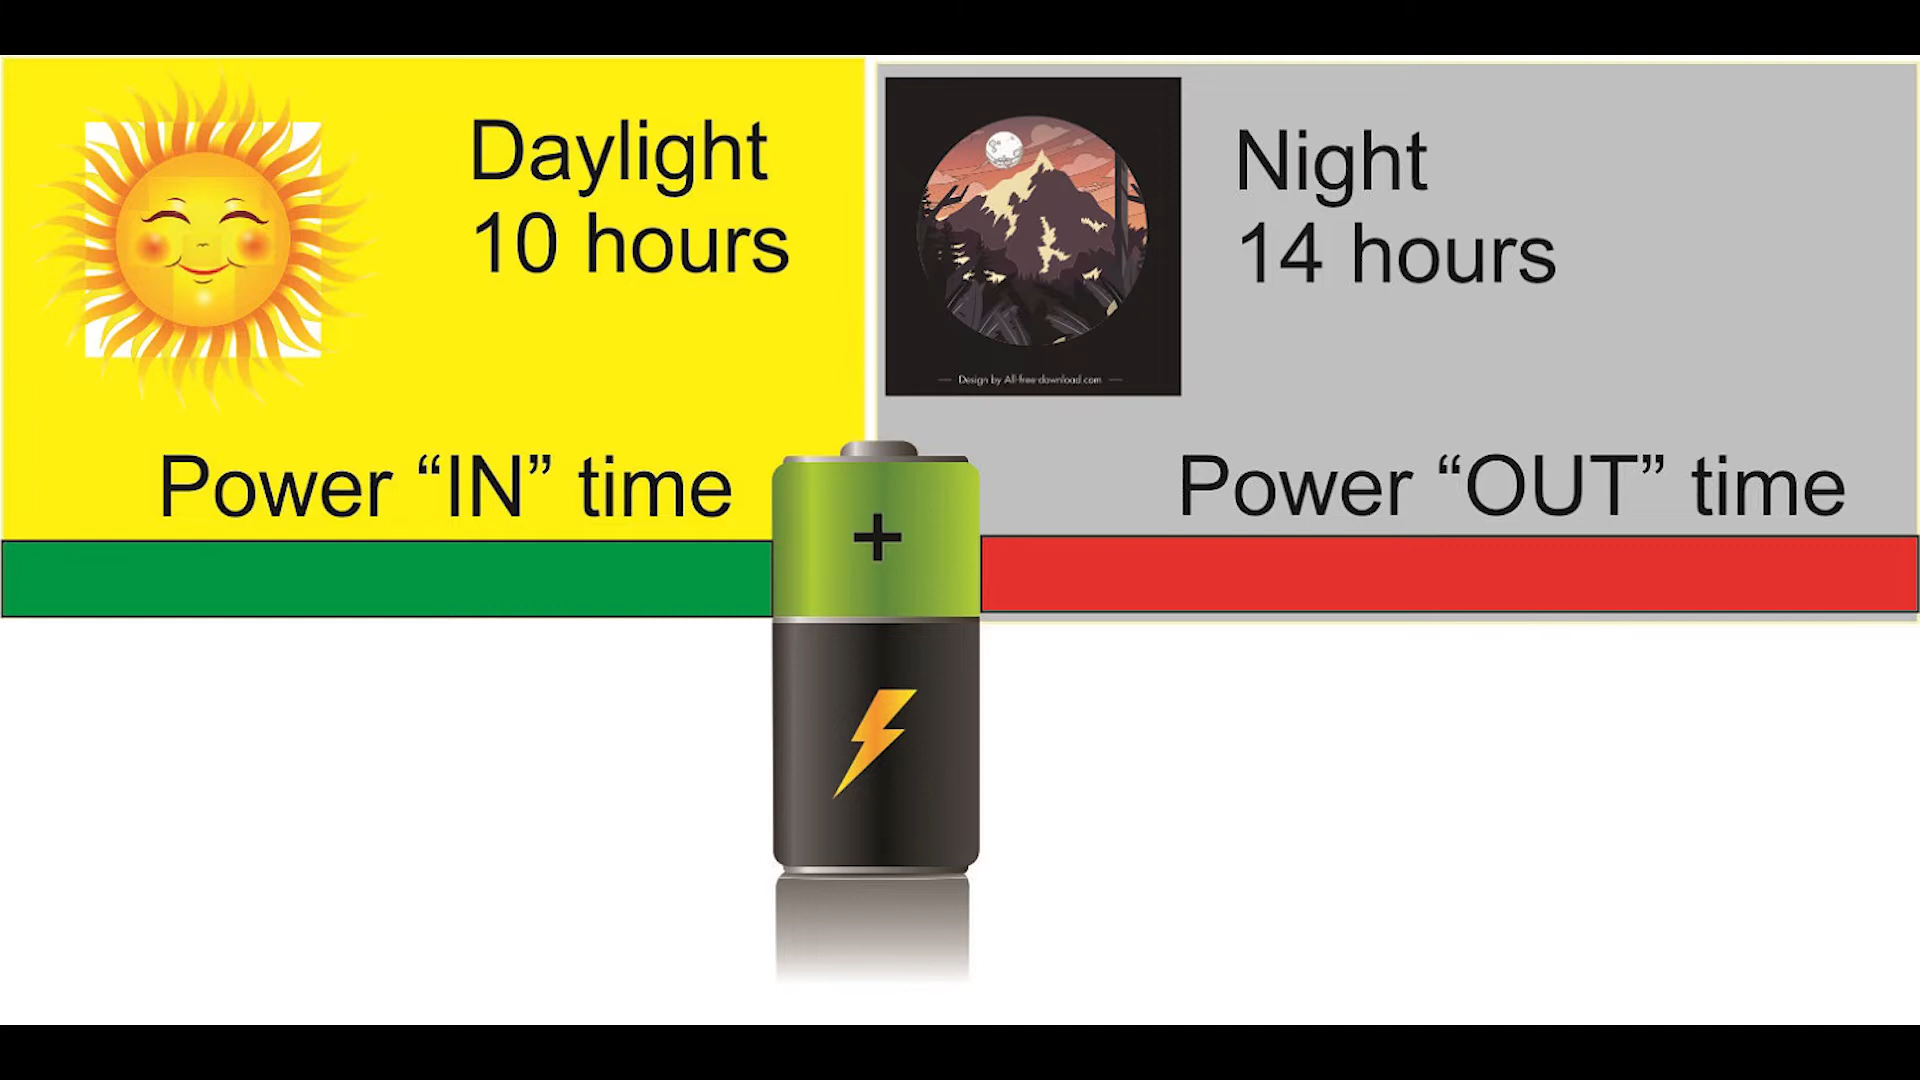 Daylight
10 hours
Power “IN” time
Night
14 hours
Power “OUT” time
Design by All-free-download.com
+